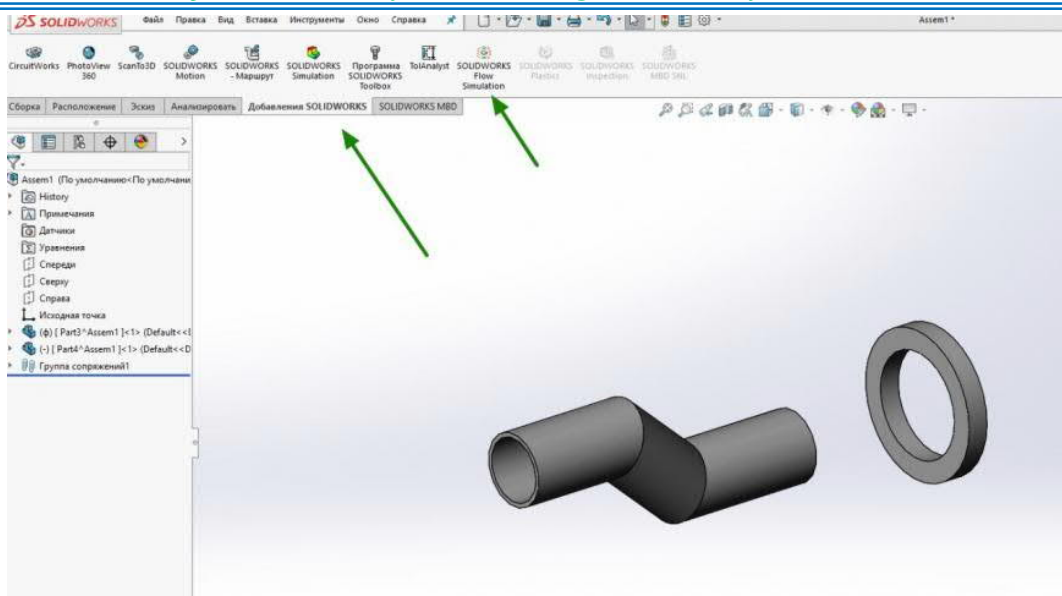 SOLIDWORKS Файл Правка Вид Вставка Инструменты Окно Справка Assem1 *
CircuitWorks PhotoView 360 ScanTo3D SOLIDWORKS Motion SOLIDWORKS - Маршрут SOLIDWORKS Simulation Программа SOLIDWORKS Toolbox TolAnalyst SOLIDWORKS Flow Simulation SOLIDWORKS Plastics SOLIDWORKS Inspection SOLIDWORKS MBD SNL
Сборка Расположение Эскиз Анализировать Добавления SOLIDWORKS SOLIDWORKS MBD
Assem1 (По умолчанию<По умолчани
History
Примечания
Датчики
Уравнения
Спереди
Сверху
Справа
Исходная точка
(ф) [ Part3^Assem1 ]<1> (Default<<
(-) [ Part4^Assem1 ]<1> (Default<<D
Группа сопряжений1